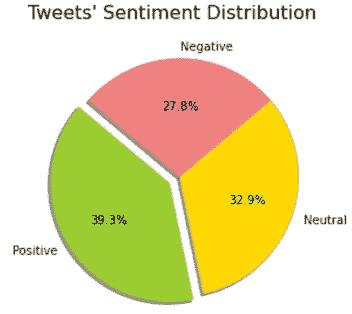 Tweets' Sentiment Distribution
Negative
27.8%
39.3%
32.9%
Neutral
Positive